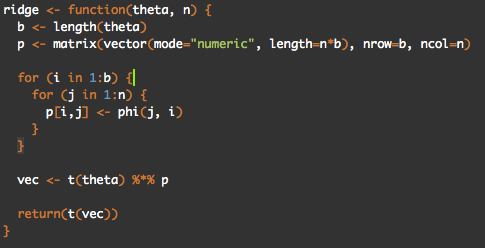 ridge <- function(theta, n) {
  b <- length(theta)
  p <- matrix(vector(mode="numeric", length=n*b), nrow=b, ncol=n)

  for (i in 1:b) {
    for (j in 1:n) {
      p[i,j] <- phi(j, i)
    }
  }

  vec <- t(theta) %*% p

  return(t(vec))
}